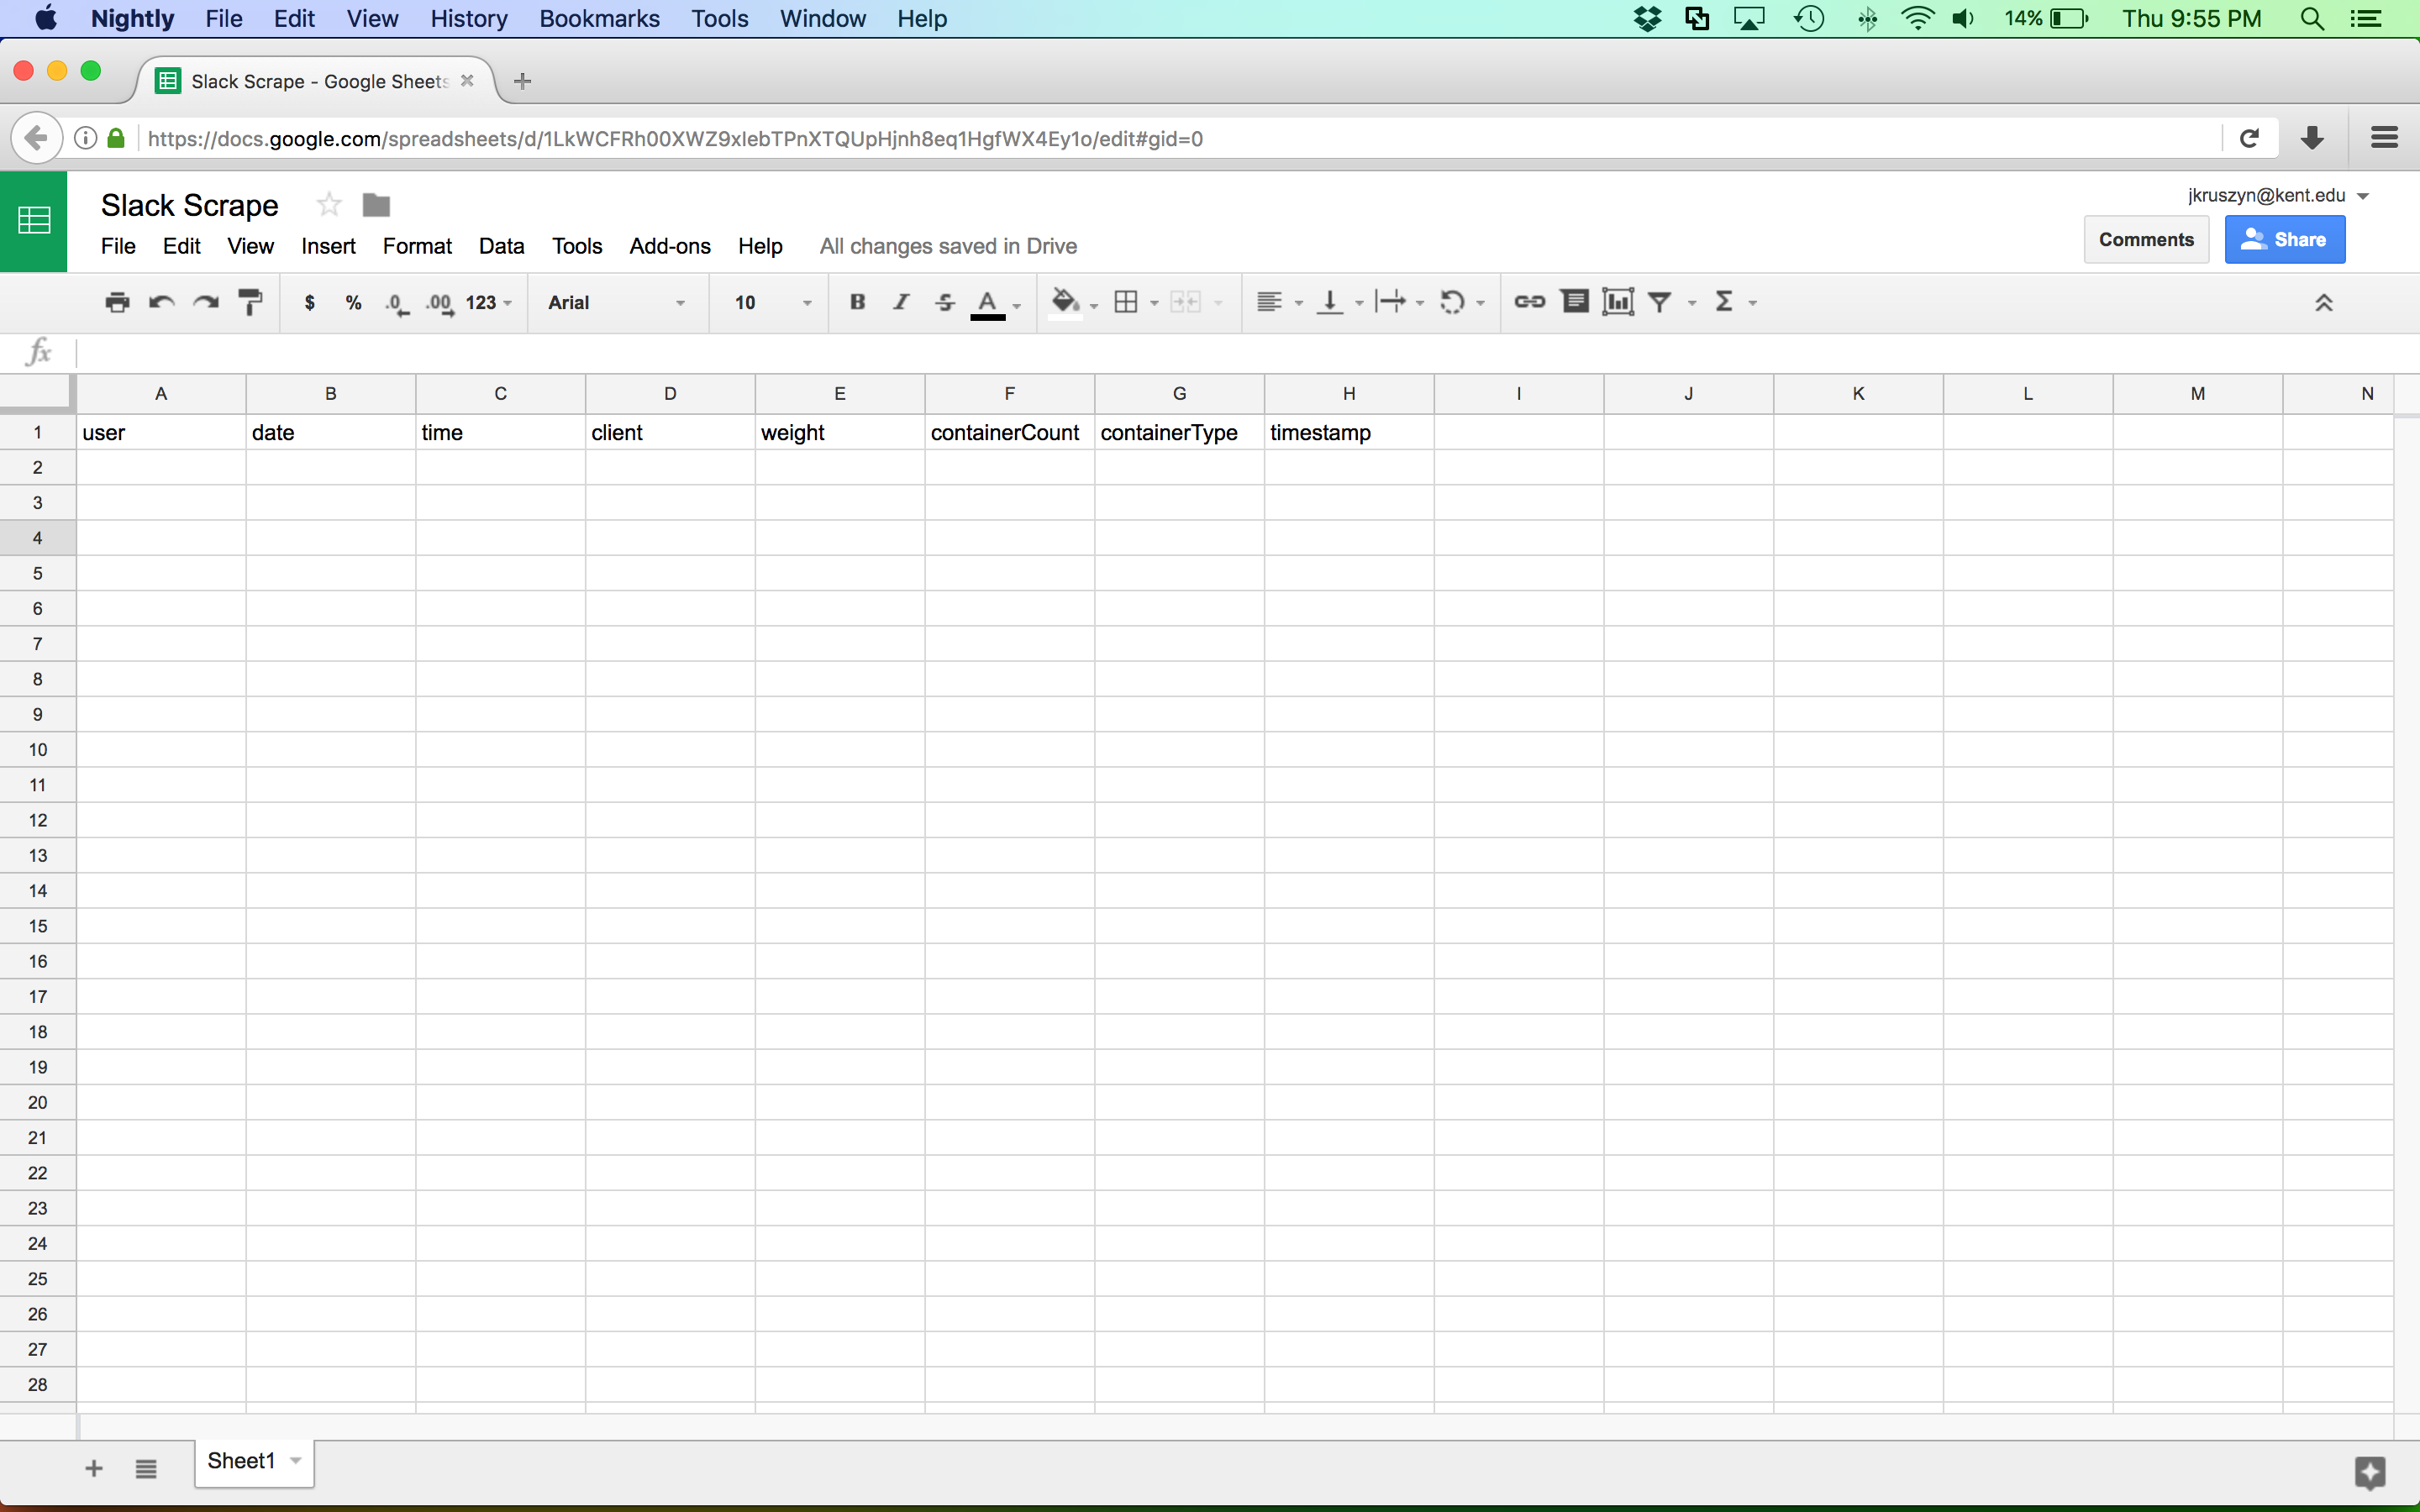 Nightly File Edit View History Bookmarks Tools Window Help 14% Thu 9:55 PM
Slack Scrape - Google Sheets
https://docs.google.com/spreadsheets/d/1LkWCFRh00XWZ9xlebTPnXTQUpHjnh8eq1HgfWX4Ey1o/edit#gid=0
Slack Scrape jkruszyn@kent.edu
File Edit View Insert Format Data Tools Add-ons Help All changes saved in Drive Comments Share
$ % .0 .00 123 Arial 10 B I S A Σ
fx
A B C D E F G H I J K L M N
1 user date time client weight containerCount containerType timestamp
2
3
4
5
6
7
8
9
10
11
12
13
14
15
16
17
18
19
20
21
22
23
24
25
26
27
28
Sheet1